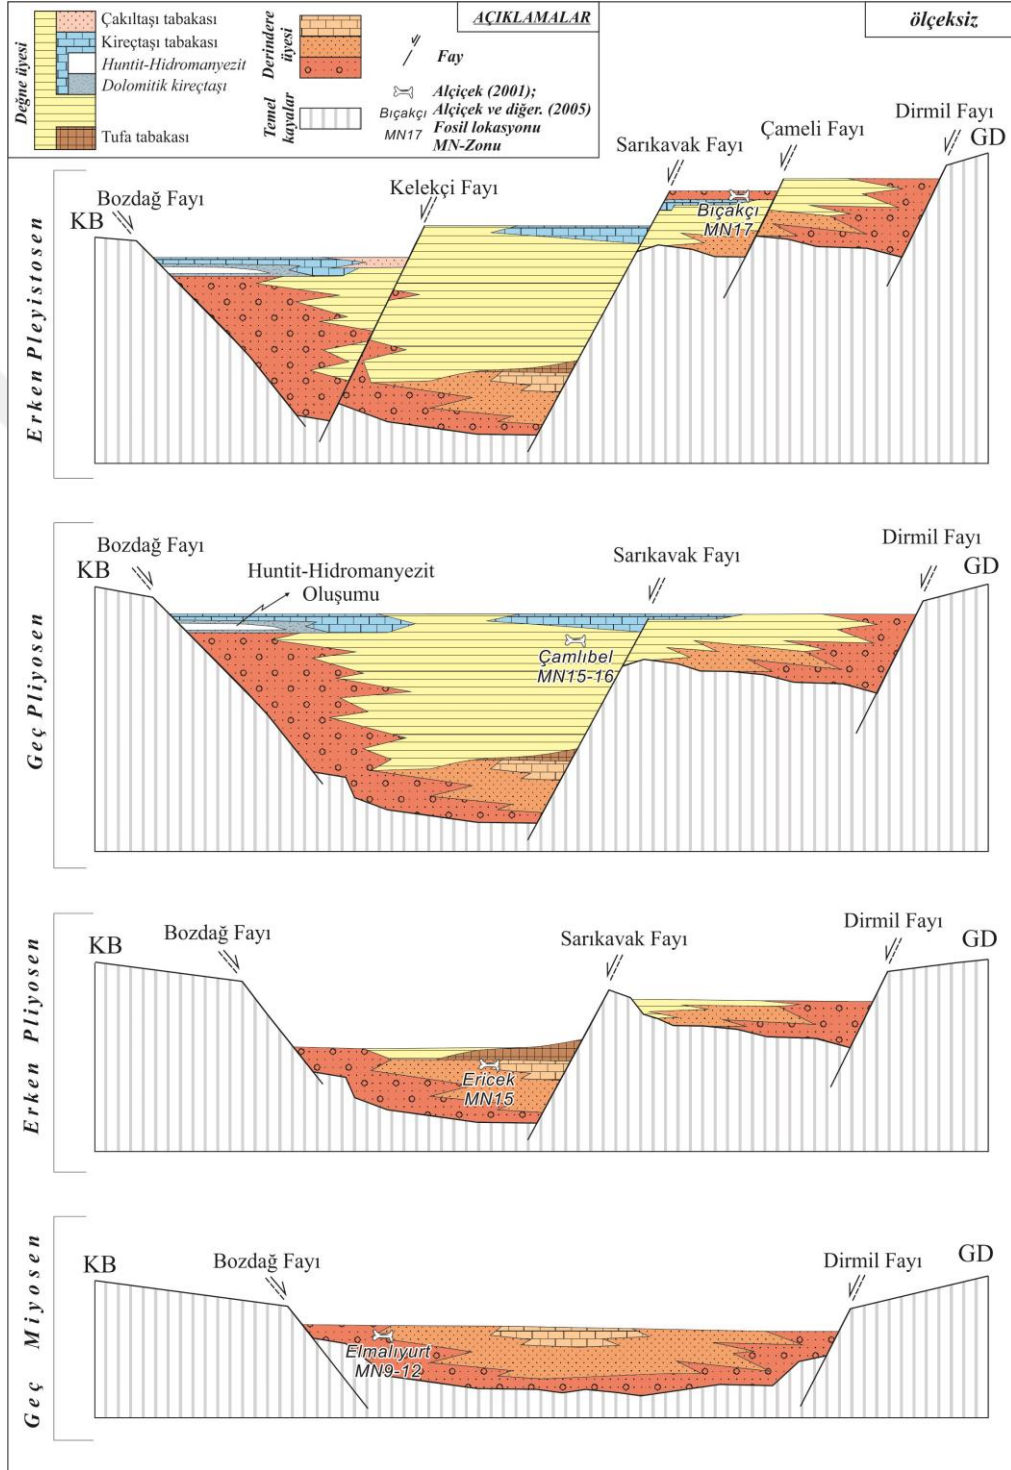 AÇIKLAMALAR
ölçeksiz
Değne üyesi
Çakıltaşı tabakası
Kireçtaşı tabakası
Huntit-Hidromanyezit
Dolomitik kireçtaşı
Tufa tabakası
Derindere
üyesi
Temel
kayalar
Fay
Alçiçek (2001);
Bıçakçı Alçiçek ve diğer. (2005)
MN17 Fosil lokasyonu
MN-Zonu
Erken Pleyistosen
KB
Bozdağ Fayı
Kelekçi Fayı
Sarıkavak Fayı
Çameli Fayı
Dirmil Fayı
GD
Bıçakçı
MN17
Geç Pliyosen
KB
Bozdağ Fayı
Huntit-Hidromanyezit
Oluşumu
Sarıkavak Fayı
Dirmil Fayı
GD
Çamlıbel
MN15-16
Erken Pliyosen
KB
Bozdağ Fayı
Sarıkavak Fayı
Dirmil Fayı
GD
Ericek
MN15
Geç Miyosen
KB
Bozdağ Fayı
Dirmil Fayı
GD
Elmalıyurt
MN9-12